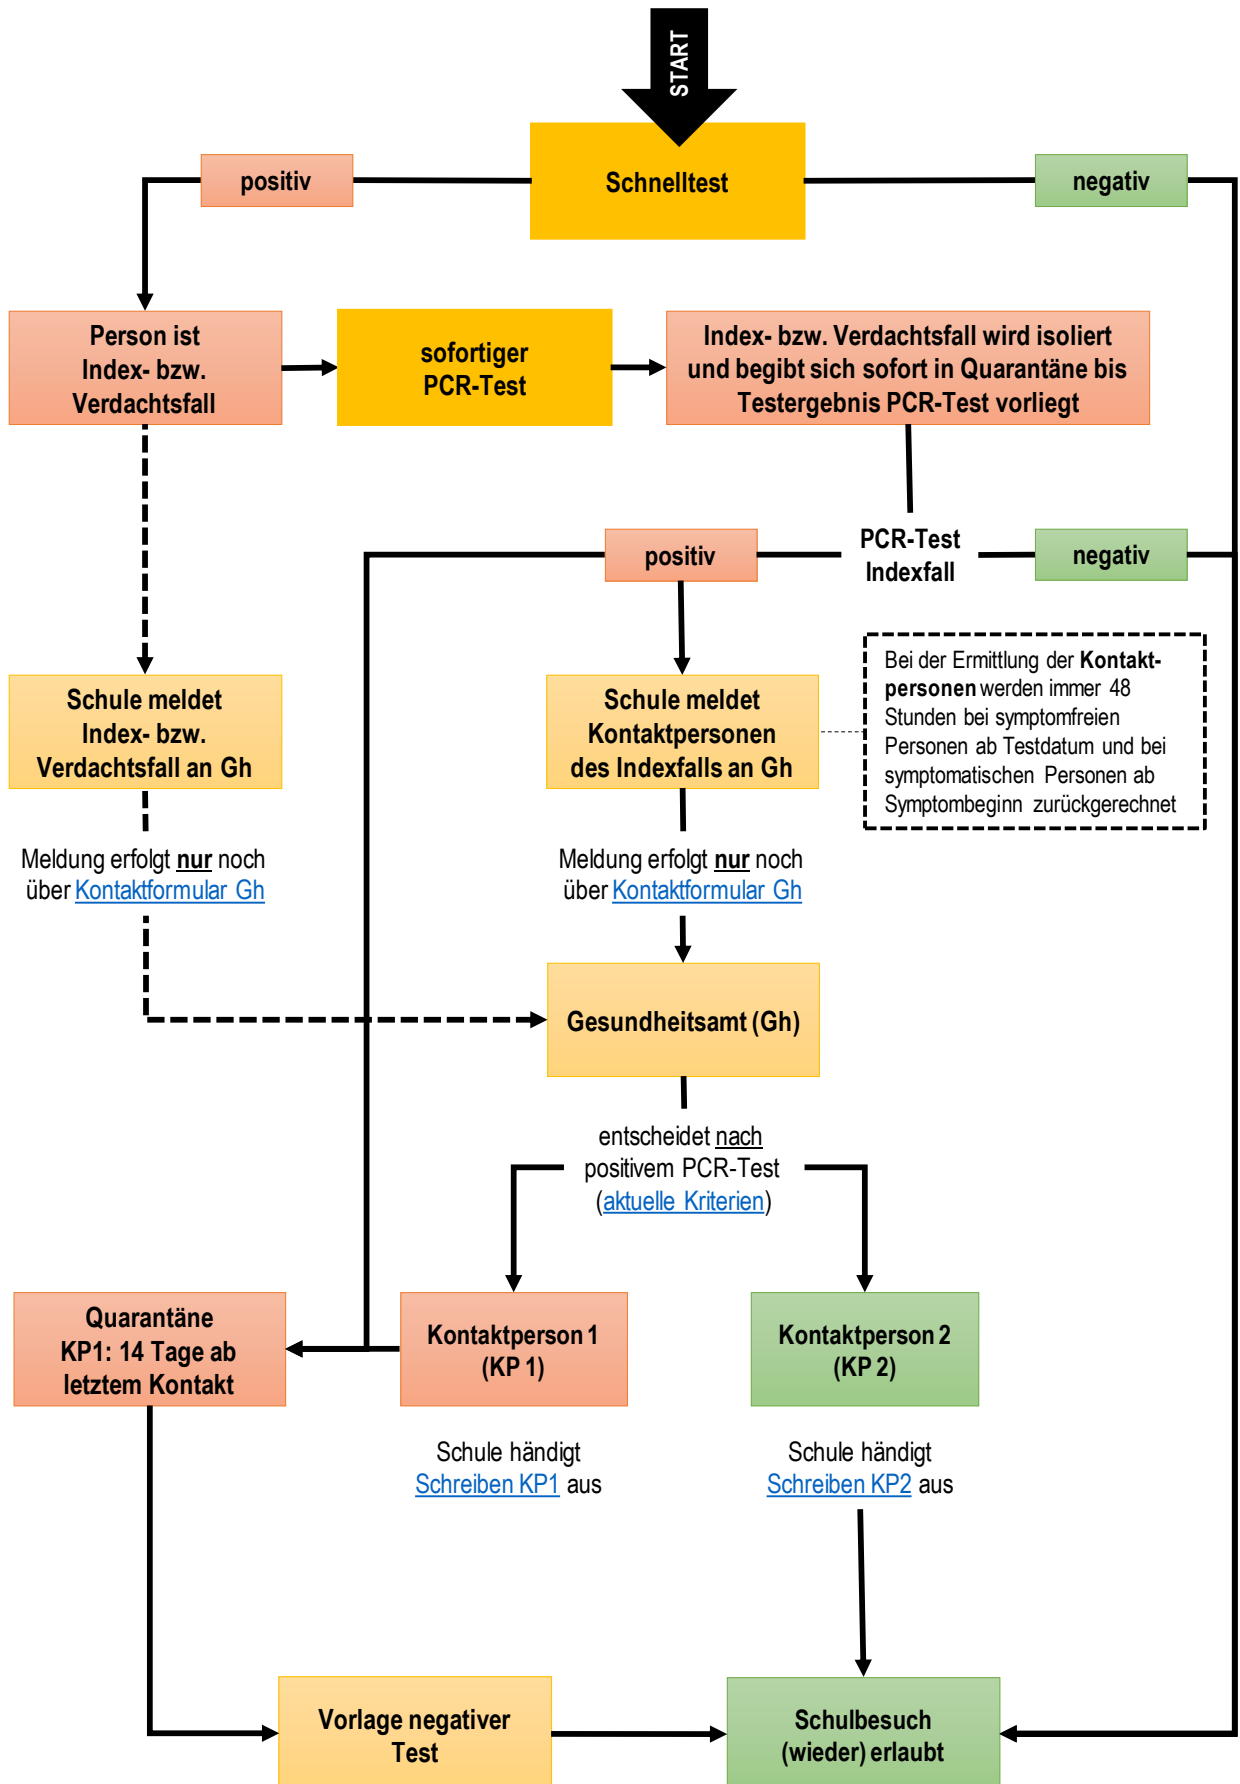 START
Schnelltest
positiv
negativ
Person ist
Index- bzw.
Verdachtsfall
sofortiger
PCR-Test
Index- bzw. Verdachtsfall wird isoliert
und begibt sich sofort in Quarantäne bis
Testergebnis PCR-Test vorliegt
positiv
PCR-Test
Indexfall
negativ
Schule meldet
Index- bzw.
Verdachtsfall an Gh
Schule meldet
Kontaktpersonen
des Indexfalls an Gh
Bei der Ermittlung der Kontakt-
personen werden immer 48
Stunden bei symptomfreien
Personen ab Testdatum und bei
symptomatischen Personen ab
Symptombeginn zurückgerechnet
Meldung erfolgt nur noch
über Kontaktformular Gh
Meldung erfolgt nur noch
über Kontaktformular Gh
Gesundheitsamt (Gh)
entscheidet nach
positivem PCR-Test
(aktuelle Kriterien)
Quarantäne
KP1: 14 Tage ab
letztem Kontakt
Kontaktperson 1
(KP 1)
Kontaktperson 2
(KP 2)
Schule händigt
Schreiben KP1 aus
Schule händigt
Schreiben KP2 aus
Vorlage negativer
Test
Schulbesuch
(wieder) erlaubt